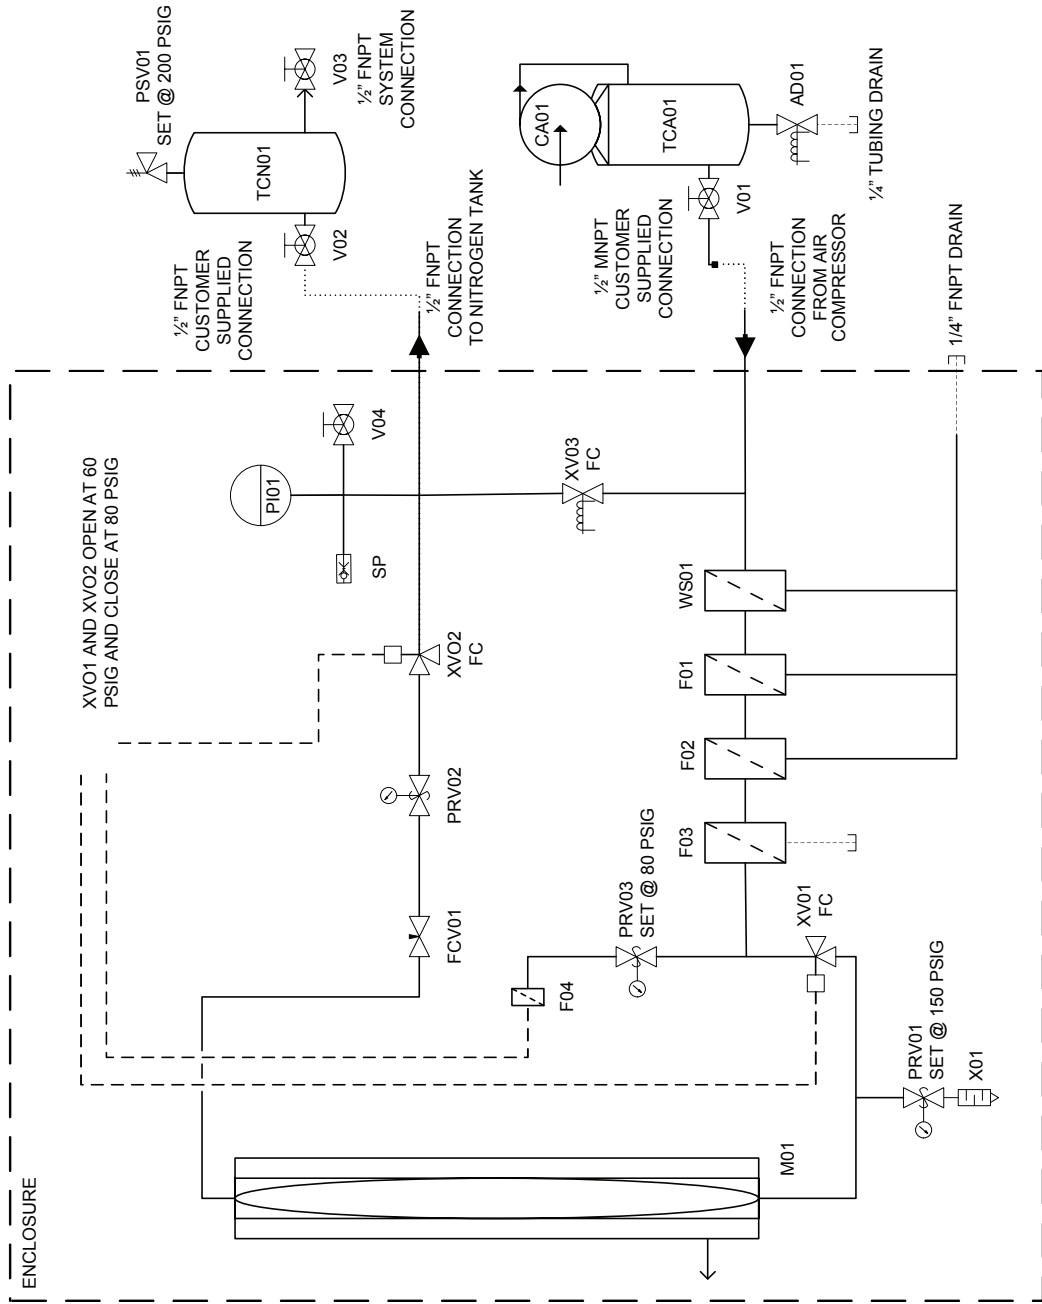 ENCLOSURE
XVO1 AND XVO2 OPEN AT 60
PSIG AND CLOSE AT 80 PSIG
PSV01
SET @ 200 PSIG
TCN01
V03
½” FNPT
SYSTEM
CONNECTION
V02
½” FNPT
CUSTOMER
SUPPLIED
CONNECTION
½” FNPT
CONNECTION
TO NITROGEN TANK
CA01
TCA01
AD01
¼” TUBING DRAIN
V01
½” MNPT
CUSTOMER
SUPPLIED
CONNECTION
½” FNPT
CONNECTION
FROM AIR
COMPRESSOR
1/4” FNPT DRAIN
PI01
V04
SP
XV03
FC
XVO2
FC
PRV02
FCV01
WS01
F01
F02
F03
PRV03
SET @ 80 PSIG
F04
XV01
FC
PRV01
SET @ 150 PSIG
X01
M01